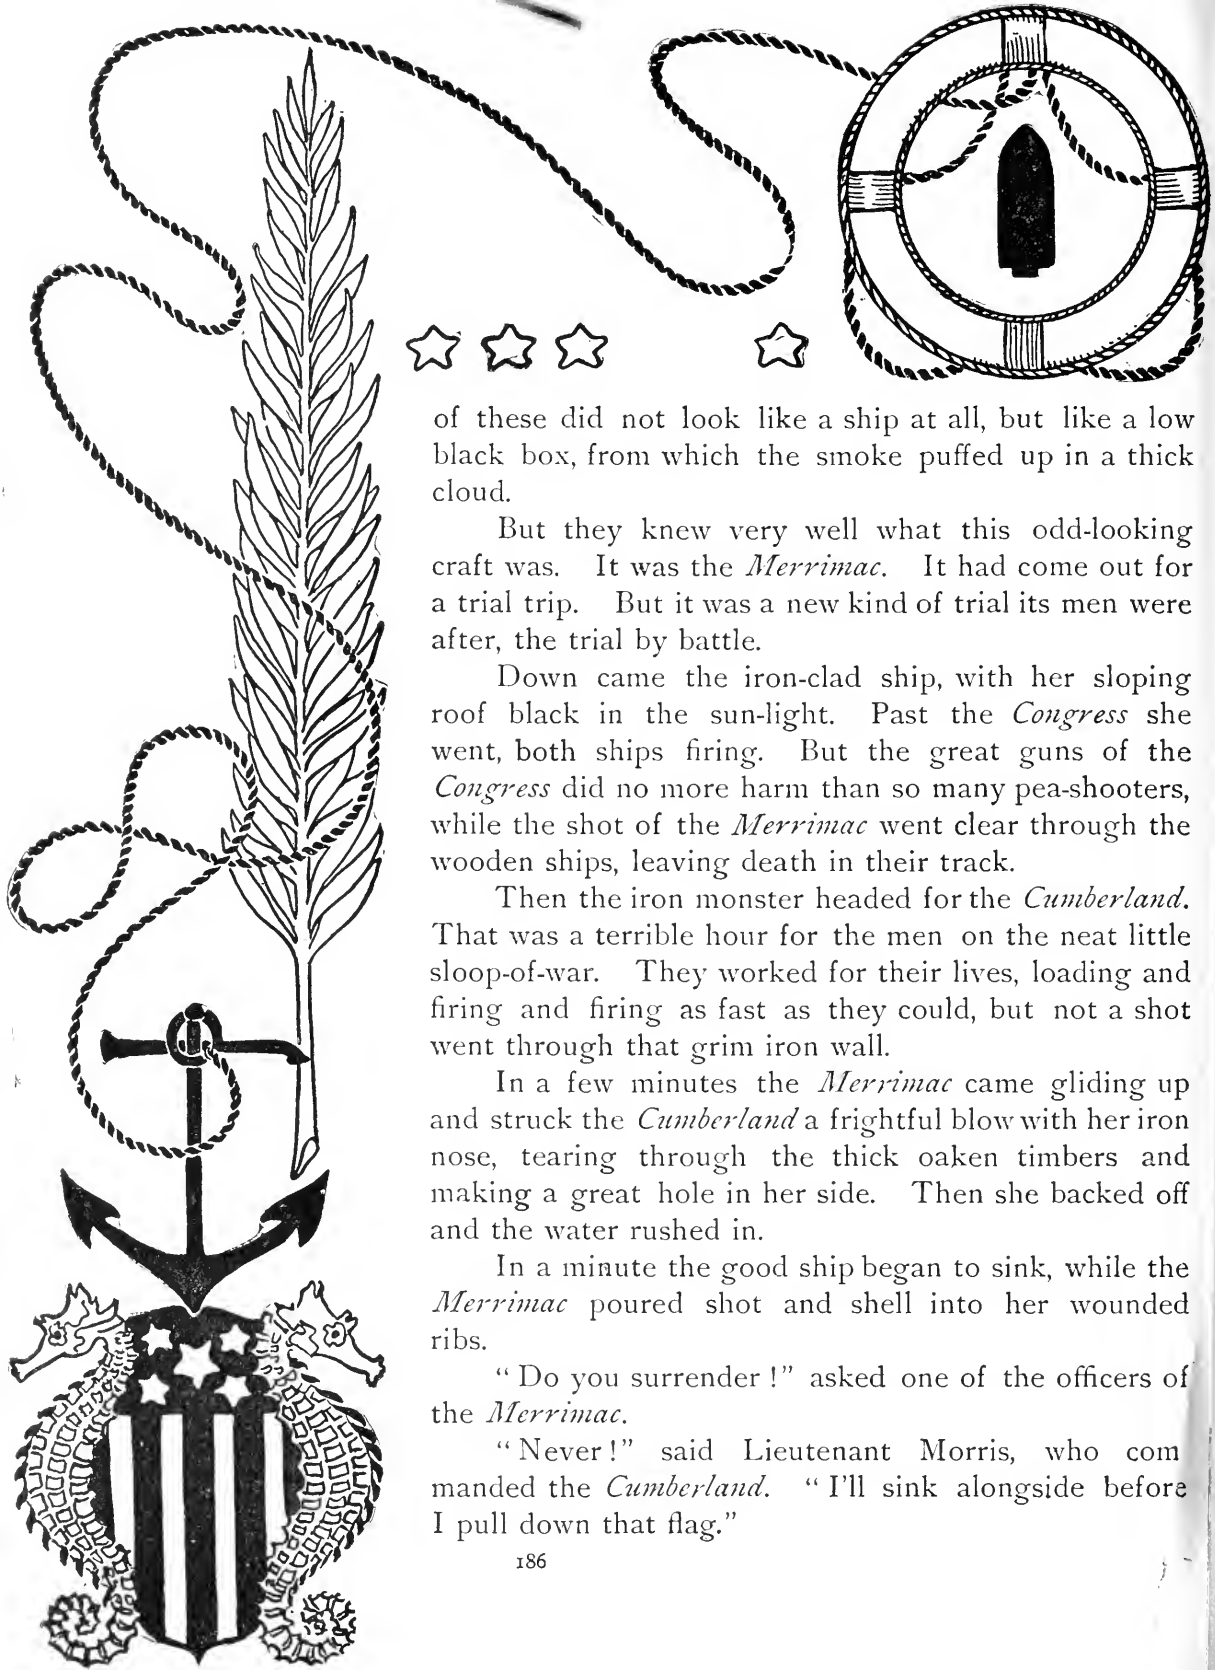 of these did not look like a ship at all, but like a low
black box, from which the smoke puffed up in a thick
cloud.
But they knew very well what this odd-looking
craft was. It was the Merrimac. It had come out for
a trial trip. But it was a new kind of trial its men were
after, the trial by battle.
Down came the iron-clad ship, with her sloping
roof black in the sun-light. Past the Congress she
went, both ships firing. But the great guns of the
Congress did no more harm than so many pea-shooters,
while the shot of the Merrimac went clear through the
wooden ships, leaving death in their track.
Then the iron monster headed for the Cumberland.
That was a terrible hour for the men on the neat little
sloop-of-war. They worked for their lives, loading and
firing and firing as fast as they could, but not a shot
went through that grim iron wall.
In a few minutes the Merrimac came gliding up
and struck the Cumberland a frightful blow with her iron
nose, tearing through the thick oaken timbers and
making a great hole in her side. Then she backed off
and the water rushed in.
In a minute the good ship began to sink, while the
Merrimac poured shot and shell into her wounded
ribs.
"Do you surrender!" asked one of the officers of
the Merrimac.
"Never!" said Lieutenant Morris, who com
manded the Cumberland. "I'll sink alongside before
I pull down that flag."
186